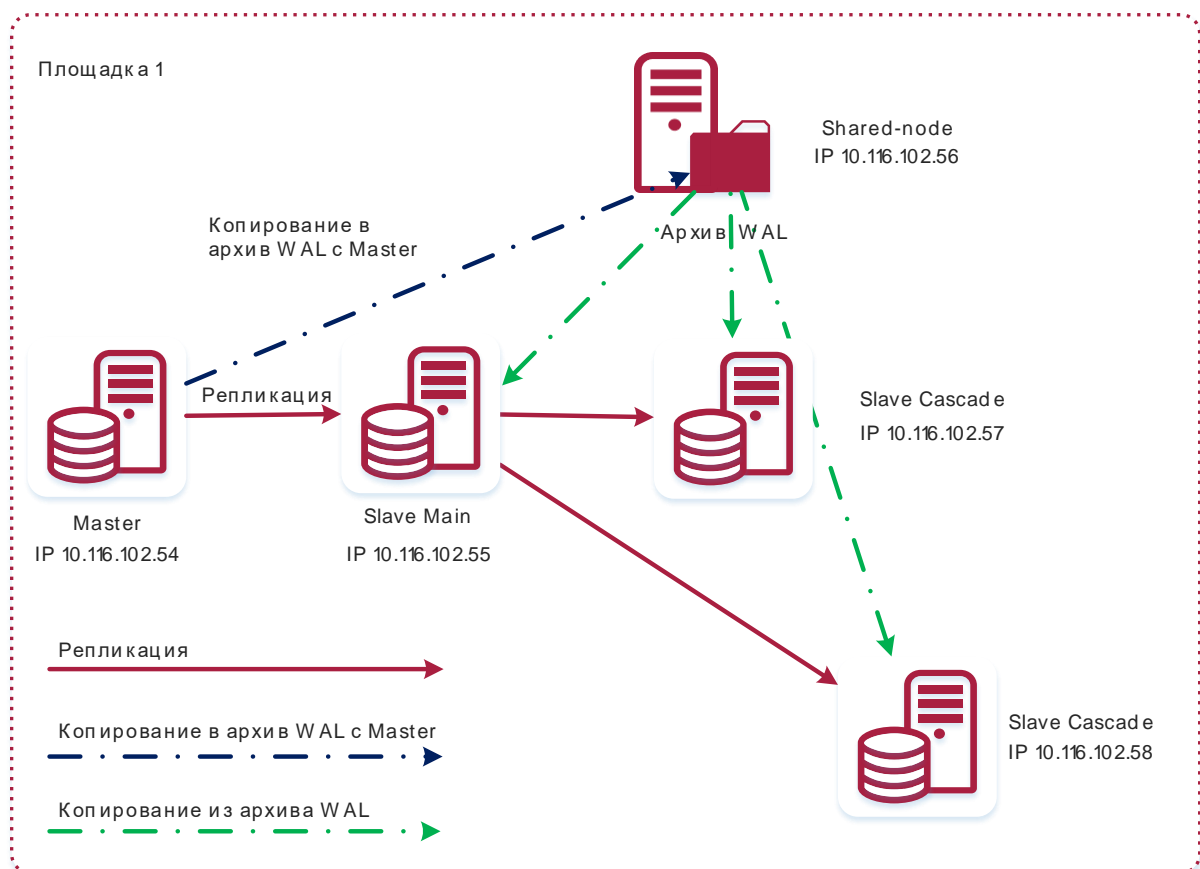 Площадка 1
Shared-node
IP 10.116.102.56
Копирование в
архив WAL с Master
Архив WAL
Репликация
Slave Cascade
IP 10.116.102.57
Master
IP 10.116.102.54
Slave Main
IP 10.116.102.55
Репликация
Копирование в архив WAL с Master
Копирование из архива WAL
Slave Cascade
IP 10.116.102.58